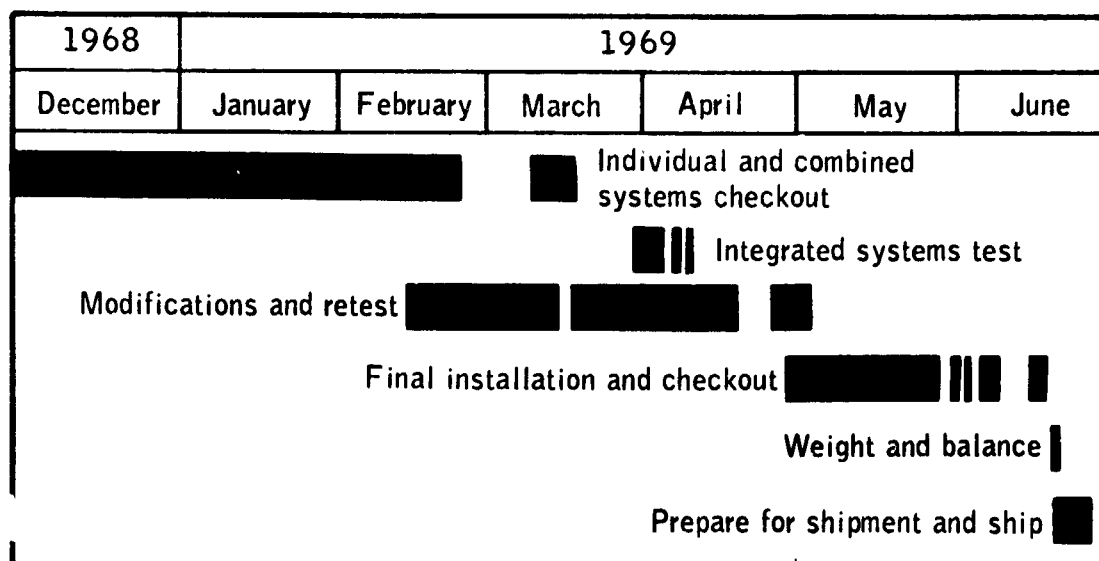 1968 1969
December January February March April May June
Individual and combined
systems checkout
Integrated systems test
Modifications and retest
Final installation and checkout
Weight and balance
Prepare for shipment and ship